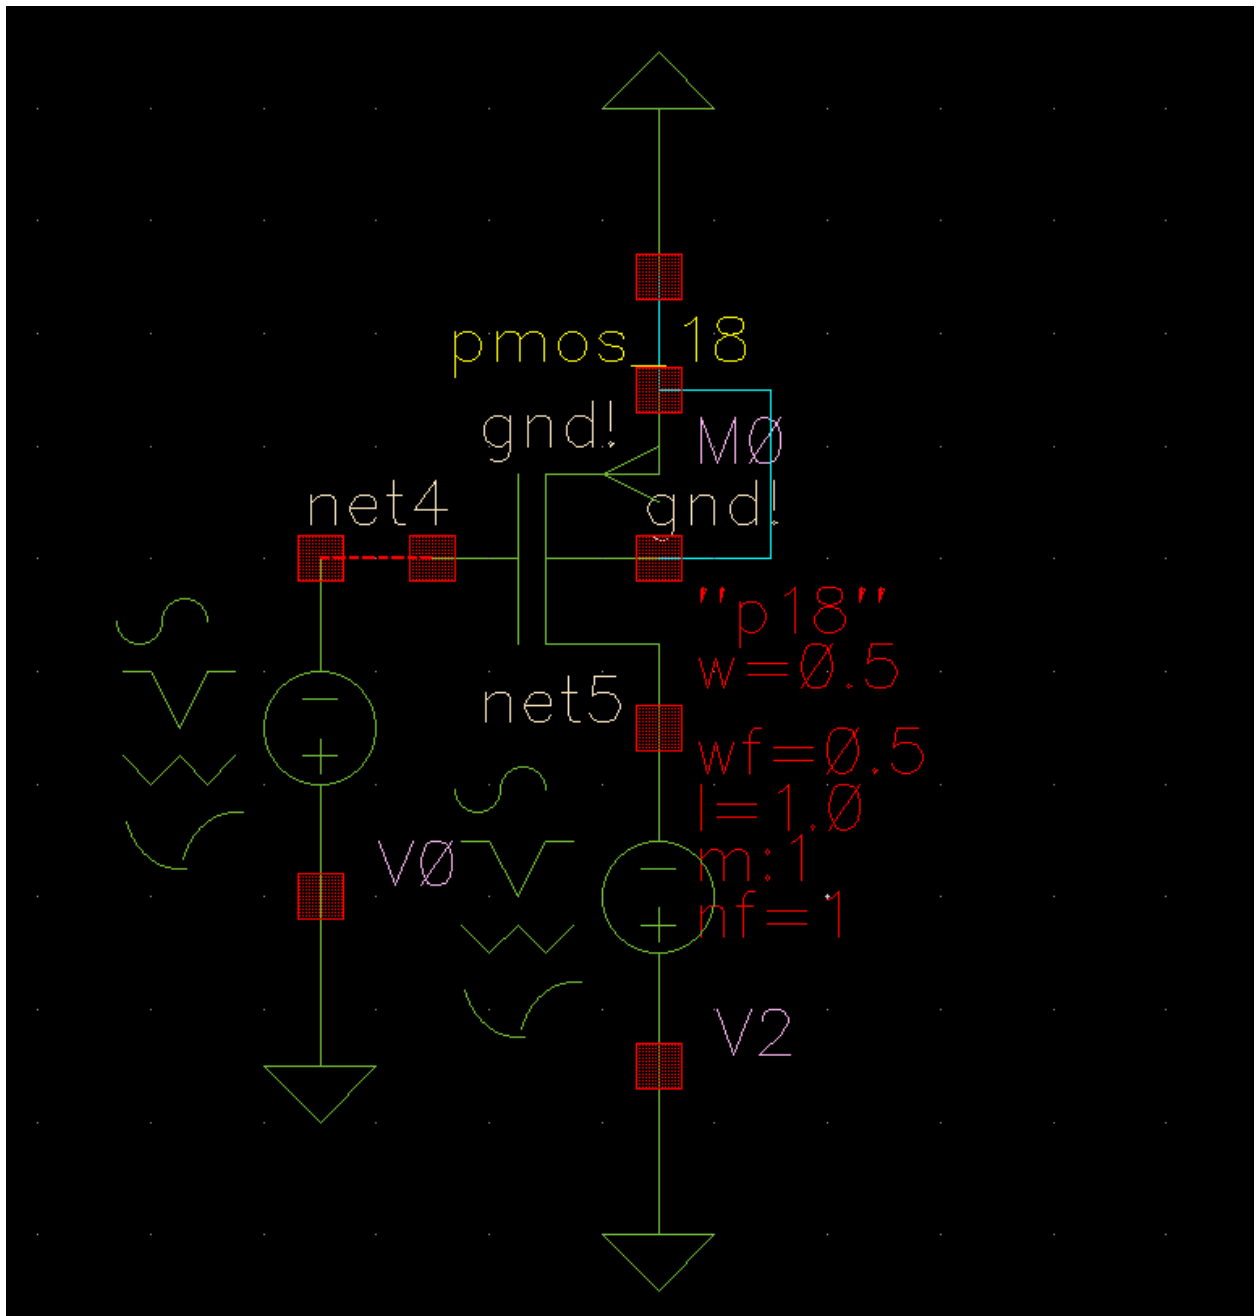 pmos_18
gnd!
M0
net4
gnd!
"p18"
w=0.5
net5
wf=0.5
l=1.0
V0
m:1
nf=1
V2